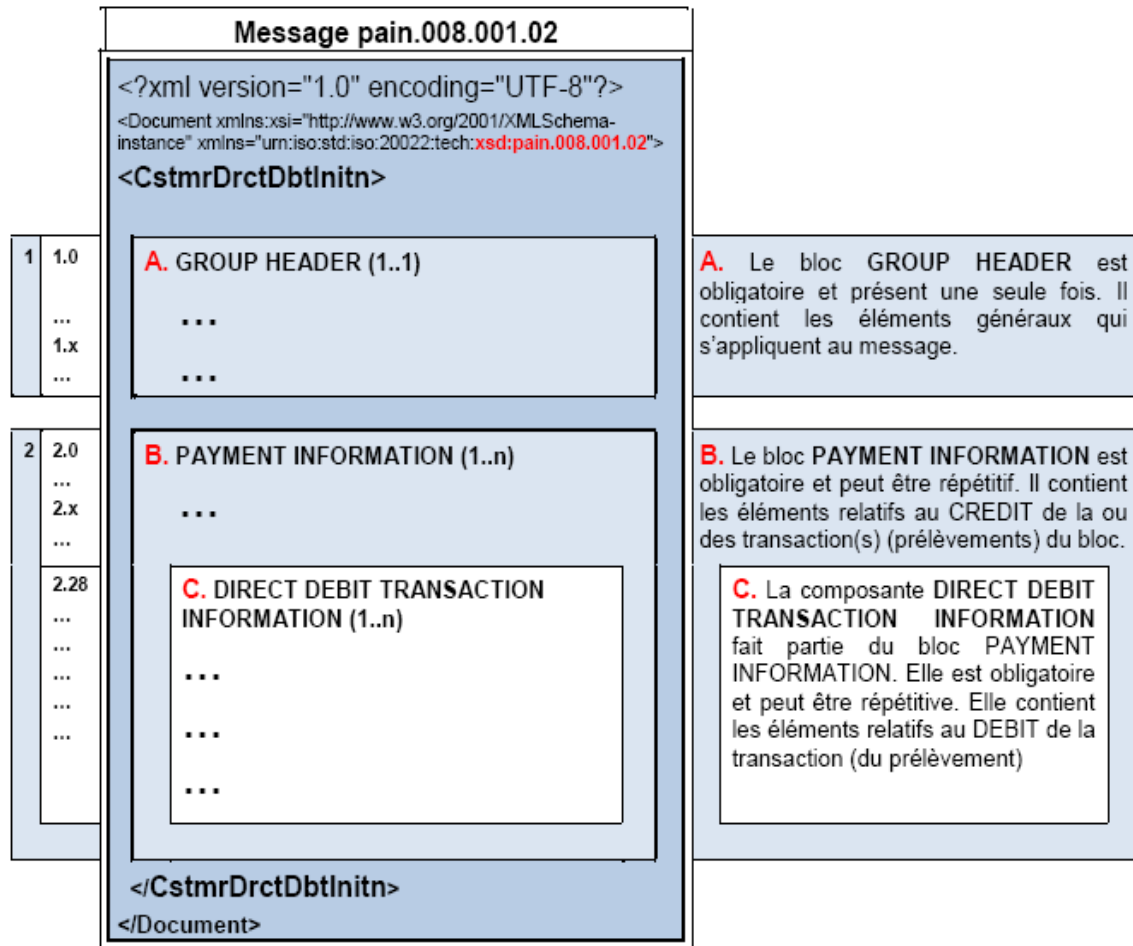 Message pain.008.001.02
<?xml version="1.0" encoding="UTF-8"?>
<Document xmlns:xsi="http://www.w3.org/2001/XMLSchema-
instance" xmlns="urn:iso:std:iso:20022:tech:xsd:pain.008.001.02">
<CstmrDrctDbtInitn>
1 1.0
...
1.x
...
A. GROUP HEADER (1..1)
...
...
A. Le bloc GROUP HEADER est
obligatoire et présent une seule fois. Il
contient les éléments généraux qui
s'appliquent au message.
2 2.0
...
2.x
...
B. PAYMENT INFORMATION (1..n)
...
B. Le bloc PAYMENT INFORMATION est
obligatoire et peut être répétitif. Il contient
les éléments relatifs au CREDIT de la ou
des transaction(s) (prélèvements) du bloc.
2.28
...
...
...
...
...
C. DIRECT DEBIT TRANSACTION
INFORMATION (1..n)
...
...
...
C. La composante DIRECT DEBIT
TRANSACTION INFORMATION
fait partie du bloc PAYMENT
INFORMATION. Elle est obligatoire
et peut être répétitive. Elle contient
les éléments relatifs au DEBIT de la
transaction (du prélèvement)
</CstmrDrctDbtInitn>
</Document>